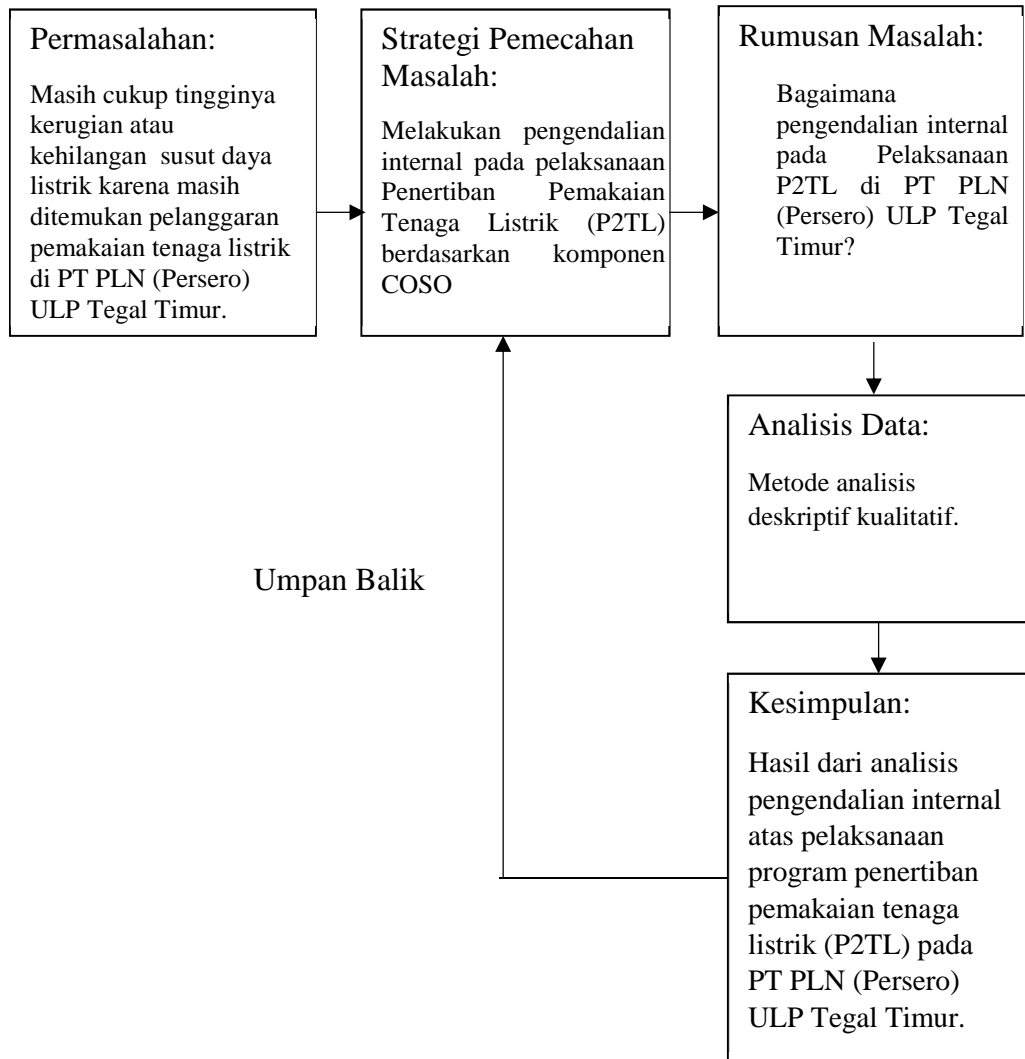 Permasalahan:
Masih cukup tingginya
kerugian atau
kehilangan susut daya
listrik karena masih
ditemukan pelanggaran
pemakaian tenaga listrik
di PT PLN (Persero)
ULP Tegal Timur.
Strategi Pemecahan
Masalah:
Melakukan pengendalian
internal pada pelaksanaan
Penertiban Pemakaian
Tenaga Listrik (P2TL)
berdasarkan komponen
COSO
Rumusan Masalah:
Bagaimana
pengendalian internal
pada Pelaksanaan
P2TL di PT PLN
(Persero) ULP Tegal
Timur?
Analisis Data:
Metode analisis
deskriptif kualitatif.
Umpan Balik
Kesimpulan:
Hasil dari analisis
pengendalian internal
atas pelaksanaan
program penertiban
pemakaian tenaga
listrik (P2TL) pada
PT PLN (Persero)
ULP Tegal Timur.